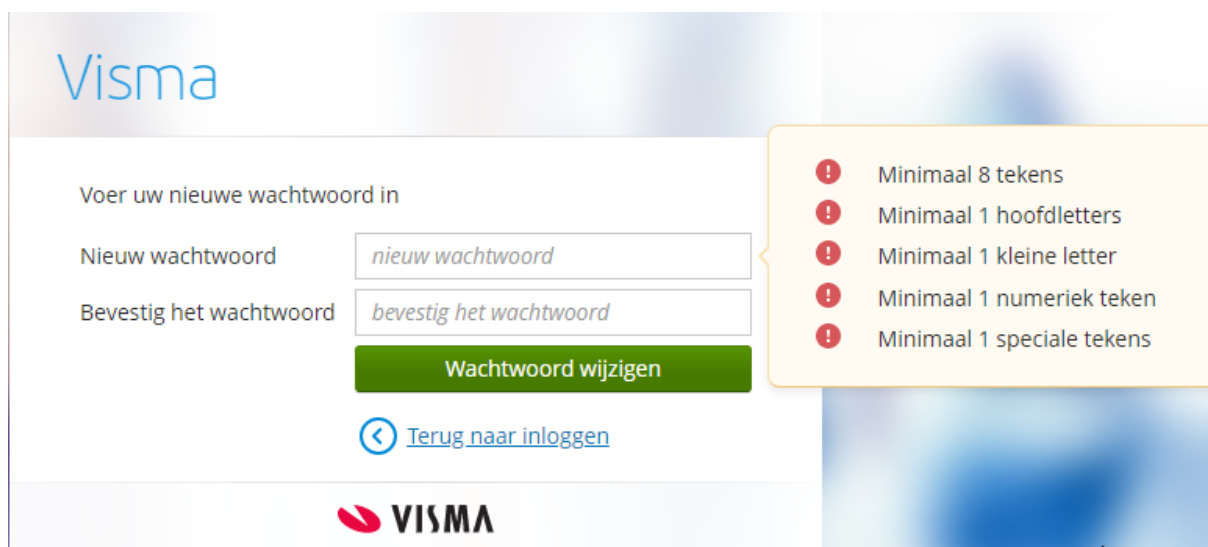 Visma
Voer uw nieuwe wachtwoord in
Nieuw wachtwoord
nieuw wachtwoord
Bevestig het wachtwoord
bevestig het wachtwoord
Wachtwoord wijzigen
Terug naar inloggen
VISMA
Minimaal 8 tekens
Minimaal 1 hoofdletters
Minimaal 1 kleine letter
Minimaal 1 numeriek teken
Minimaal 1 speciale tekens